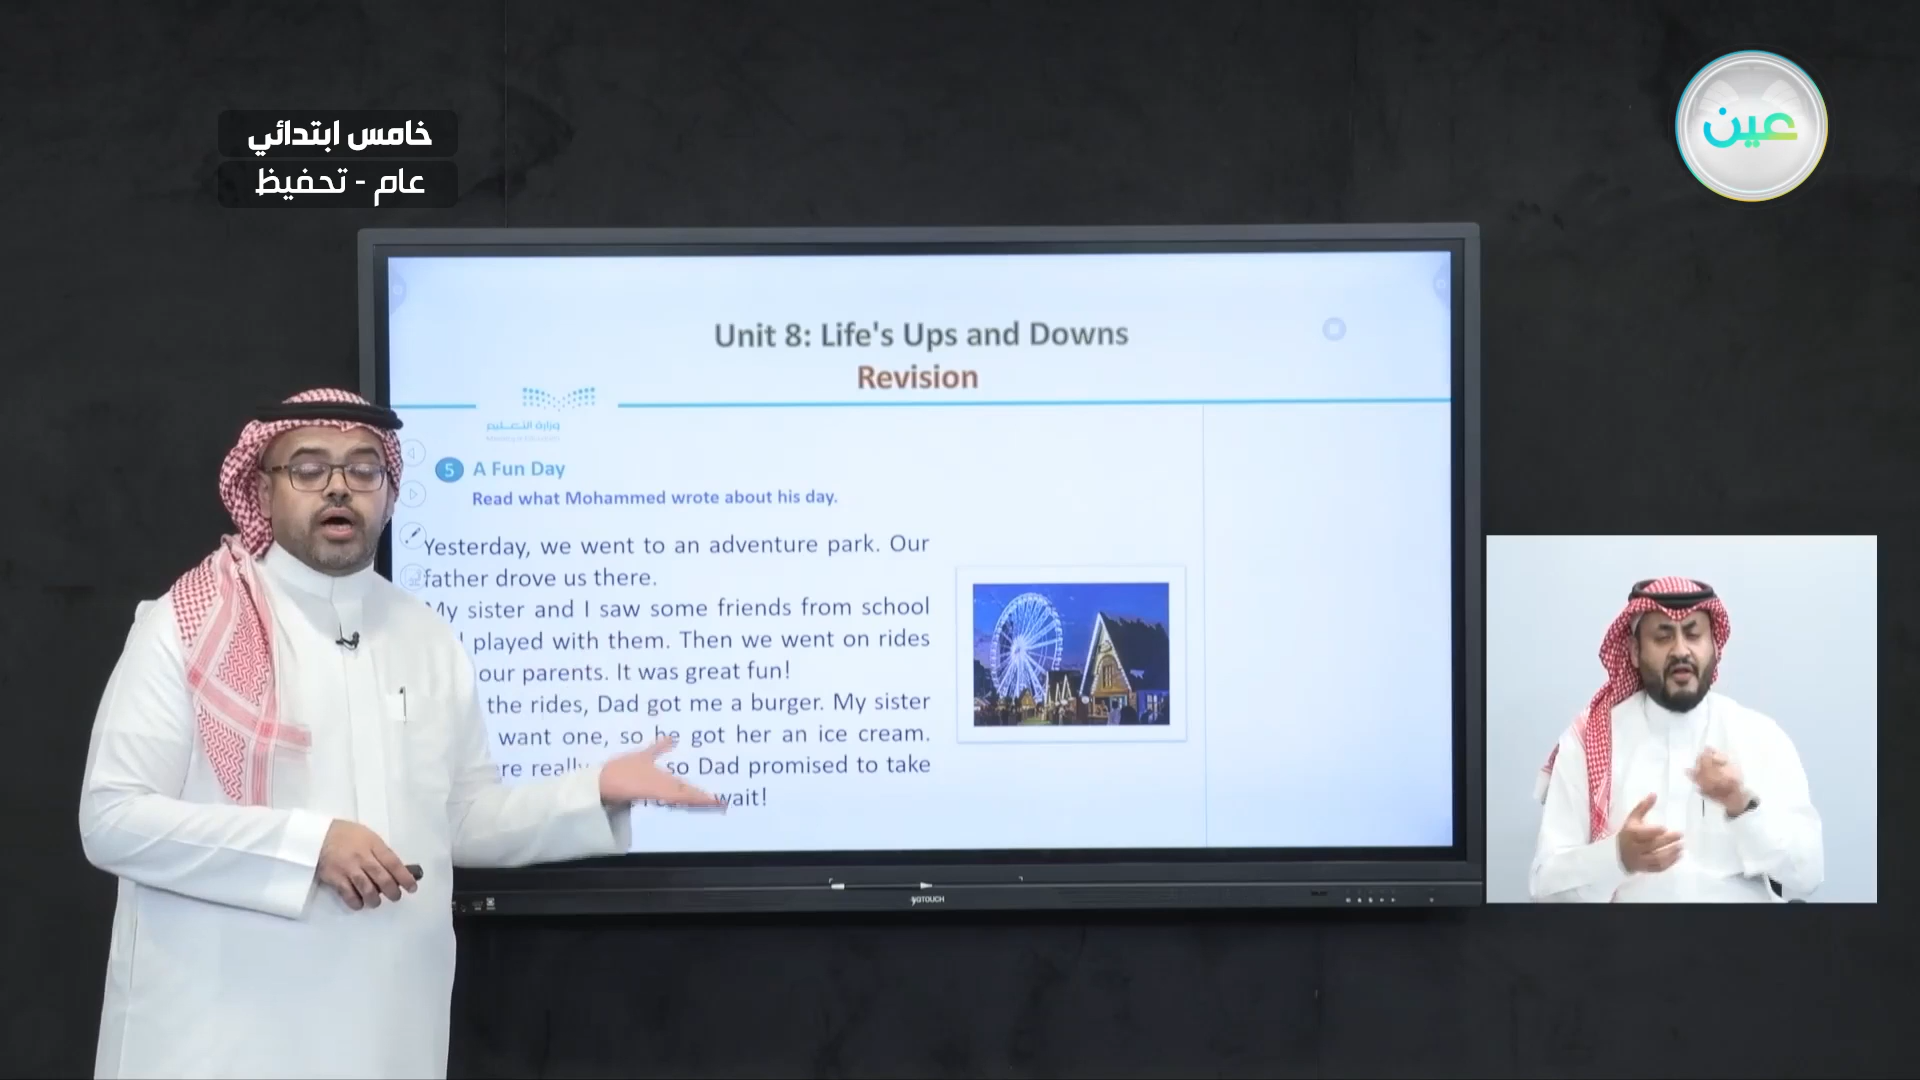 خامس ابتدائي
عام - تحفيظ
عين
Unit 8: Life's Ups and Downs
Revision
وزارة التعليم
5 A Fun Day
Read what Mohammed wrote about his day.
Yesterday, we went to an adventure park. Our
father drove us there.
My sister and I saw some friends from school
played with them. Then we went on rides
our parents. It was great fun!
the rides, Dad got me a burger. My sister
want one, so he got her an ice cream.
really so Dad promised to take
wait!